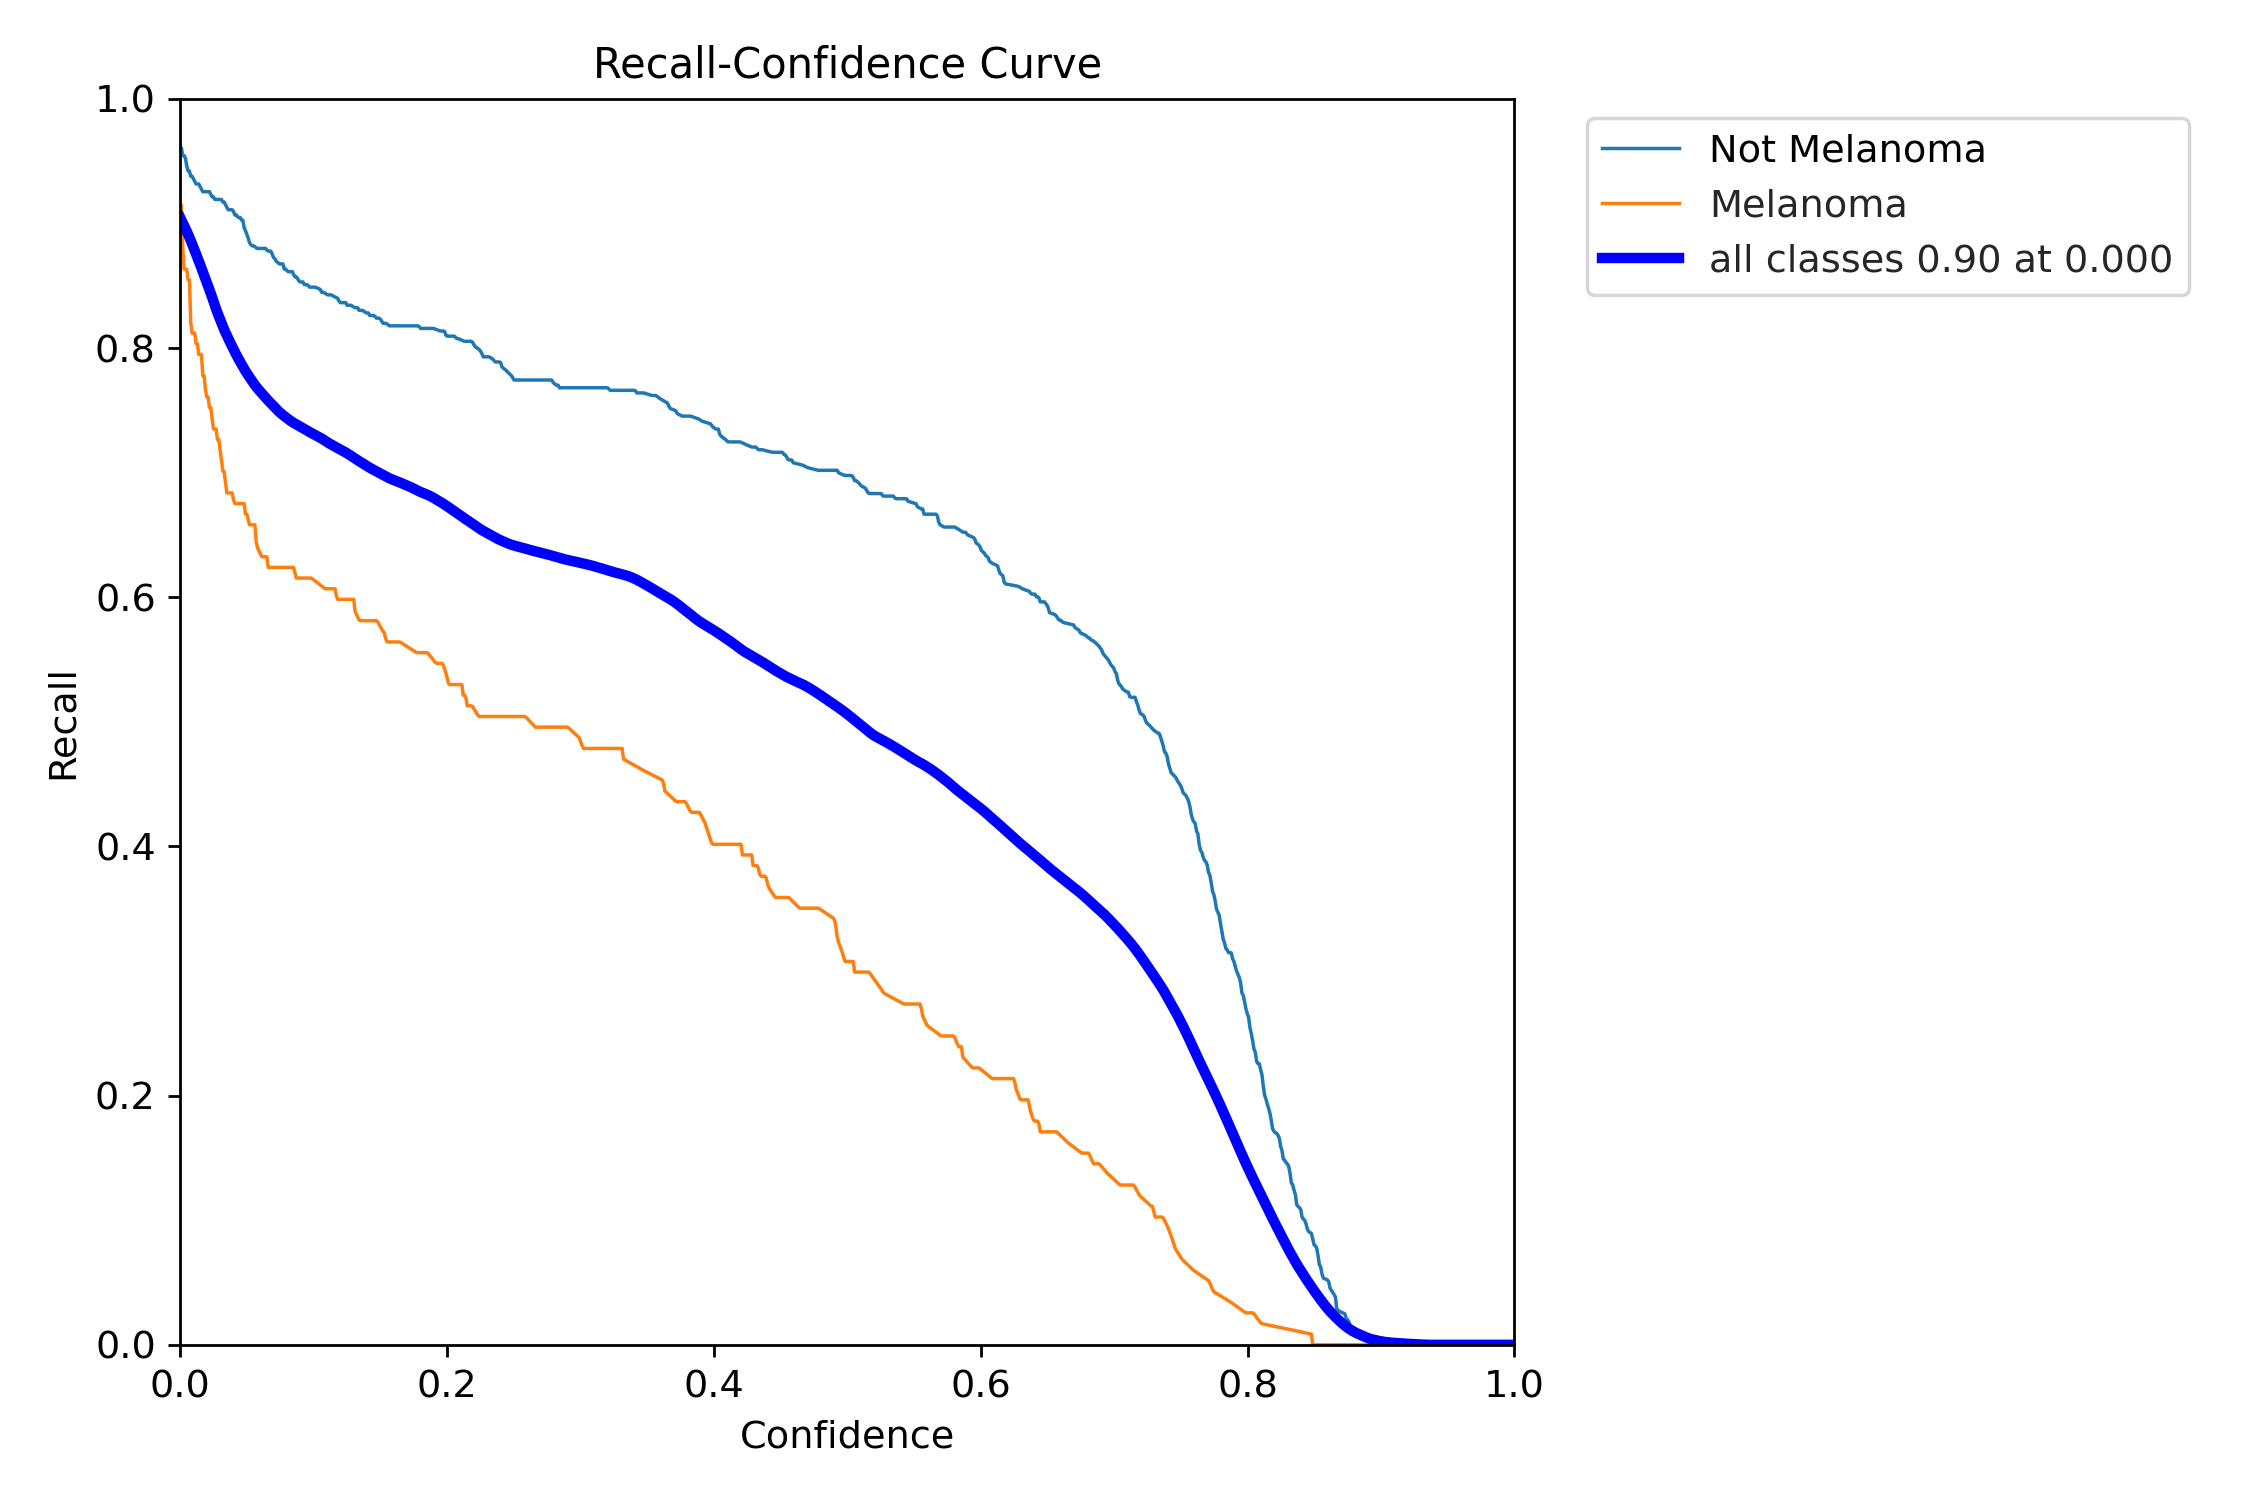 Recall-Confidence Curve
1.0
0.8
0.6
0.4
0.2
0.0
Recall
0.0 0.2 0.4 0.6 0.8 1.0
Confidence
Not Melanoma
Melanoma
all classes 0.90 at 0.000